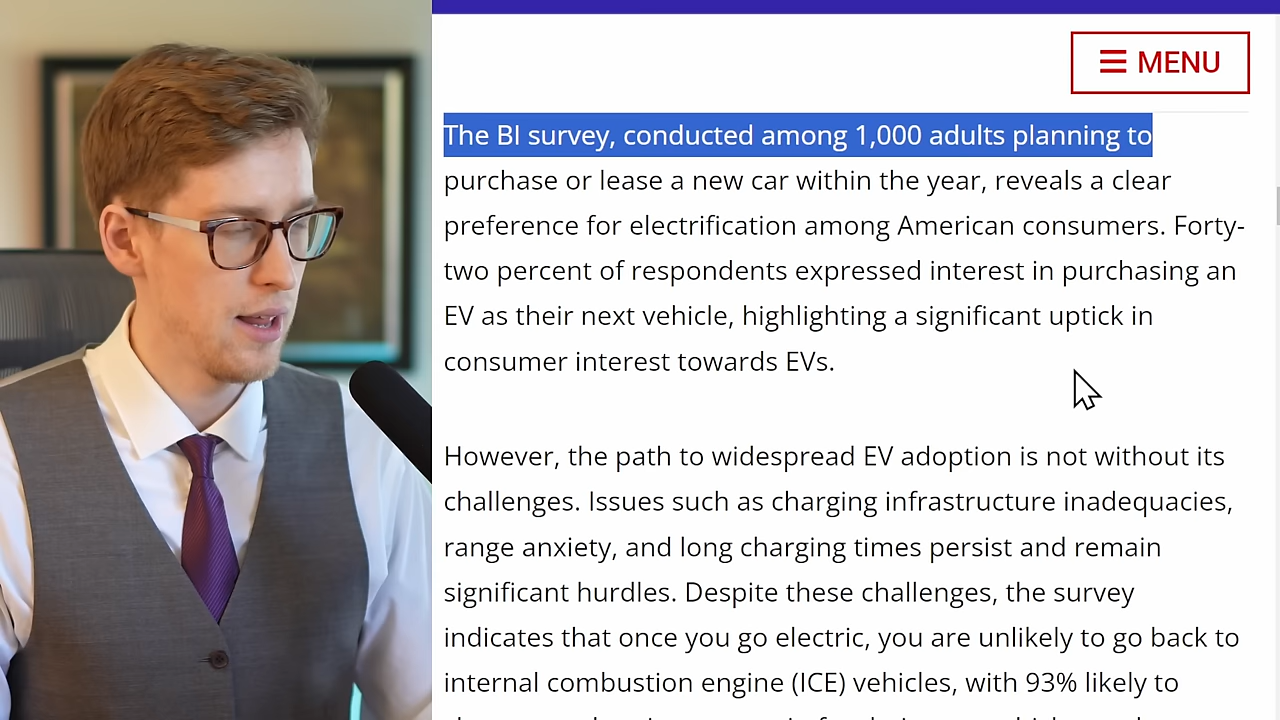 MENU
The BI survey, conducted among 1,000 adults planning to
purchase or lease a new car within the year, reveals a clear
preference for electrification among American consumers. Forty-
two percent of respondents expressed interest in purchasing an
EV as their next vehicle, highlighting a significant uptick in
consumer interest towards EVs.
However, the path to widespread EV adoption is not without its
challenges. Issues such as charging infrastructure inadequacies,
range anxiety, and long charging times persist and remain
significant hurdles. Despite these challenges, the survey
indicates that once you go electric, you are unlikely to go back to
internal combustion engine (ICE) vehicles, with 93% likely to